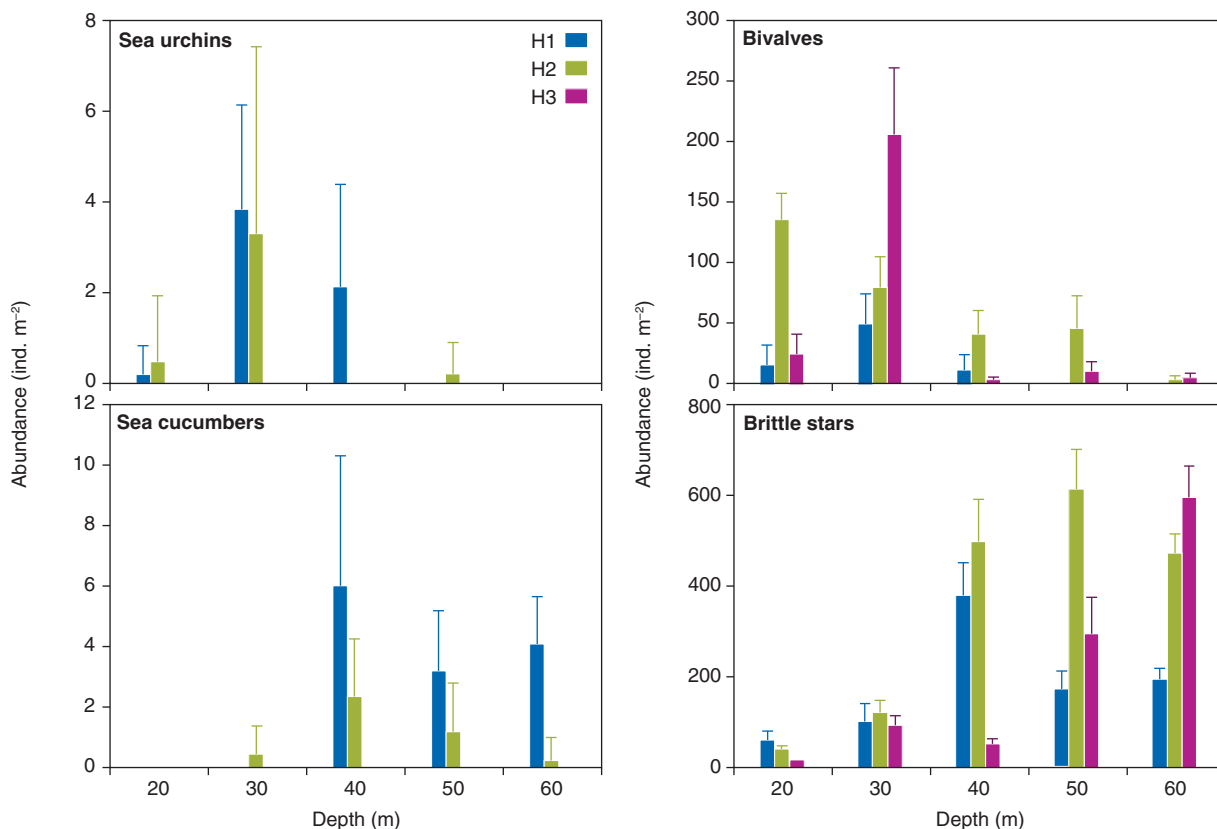 Sea urchins
H1
H2
H3
8
6
4
2
0
Bivalves
300
250
200
150
100
50
0
Abundance (ind. m⁻²)
Sea cucumbers
12
10
8
6
4
2
0
20 30 40 50 60
Depth (m)
Abundance (ind. m⁻²)
Brittle stars
800
600
400
200
0
20 30 40 50 60
Depth (m)